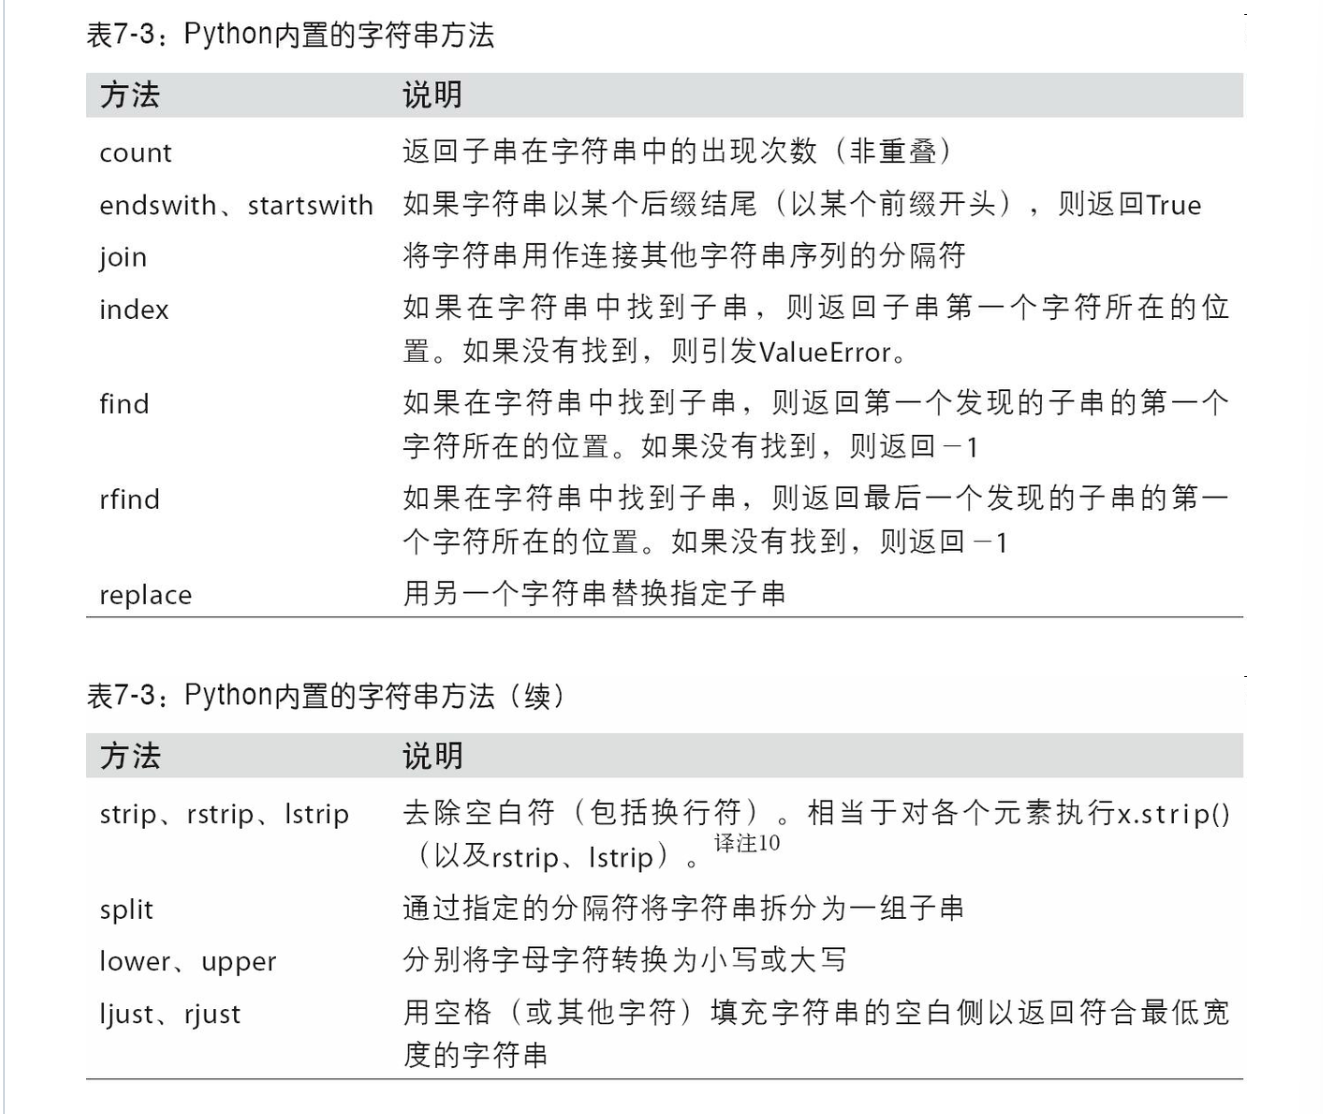 表7-3：Python内置的字符串方法
方法 说明
count 返回子串在字符串中的出现次数（非重叠）
endswith、startswith 如果字符串以某个后缀结尾（以某个前缀开头），则返回True
join 将字符串用作连接其他字符串序列的分隔符
index 如果在字符串中找到子串，则返回子串第一个字符所在的位
置。如果没有找到，则引发ValueError。
find 如果在字符串中找到子串，则返回第一个发现的子串的第一个
字符所在的位置。如果没有找到，则返回－1
rfind 如果在字符串中找到子串，则返回最后一个发现的子串的第一
个字符所在的位置。如果没有找到，则返回－1
replace 用另一个字符串替换指定子串
表7-3：Python内置的字符串方法（续）
方法 说明
strip、rstrip、lstrip 去除空白符（包括换行符）。相当于对各个元素执行x.strip()
（以及rstrip、lstrip）。译注10
split 通过指定的分隔符将字符串拆分为一组子串
lower、upper 分别将字母字符转换为小写或大写
ljust、rjust 用空格（或其他字符）填充字符串的空白侧以返回符合最低宽
度的字符串